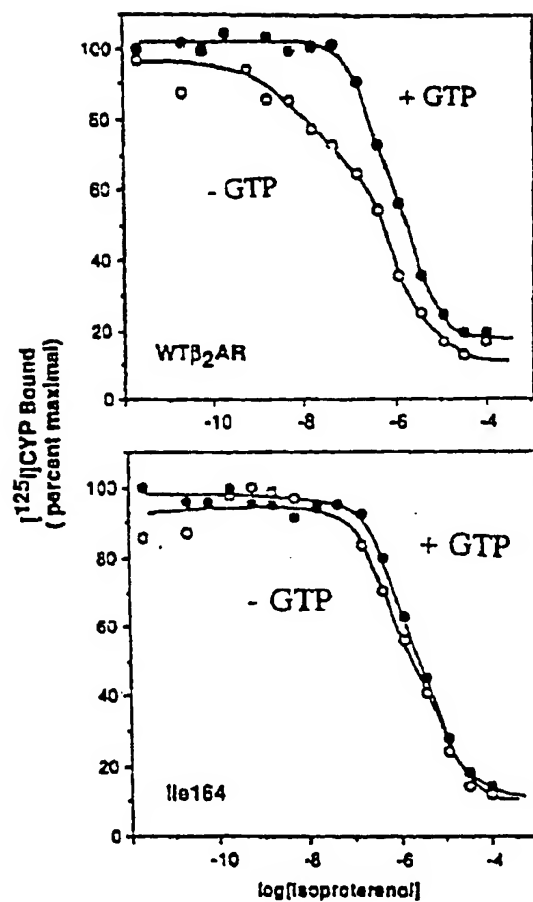 100
80
60
40
20
0
+ GTP
- GTP
WTβ₂AR
12
-10
-8
-6
-4
[¹²⁵I]CYP Bound
(percent maximal)
100
80
60
40
20
0
+ GTP
- GTP
Ile164
-10
-8
-6
-4
log[Isoproterenol]